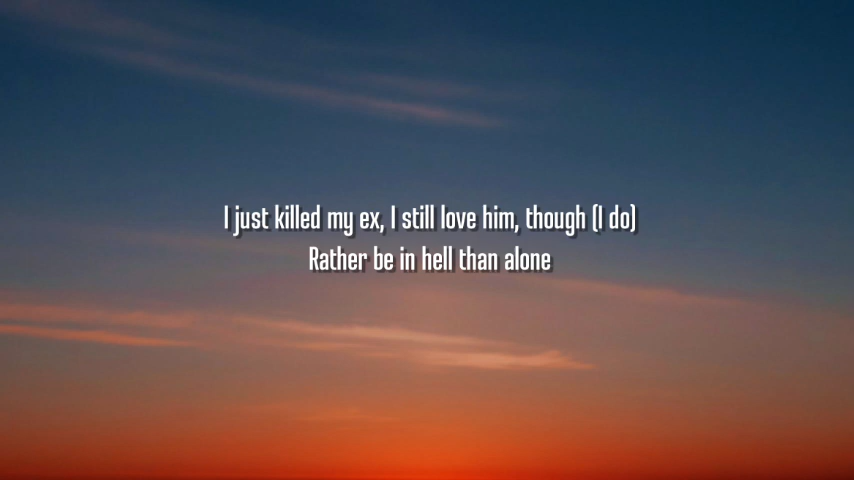 I just killed my ex, I still love him, though (I do)
Rather be in hell than alone